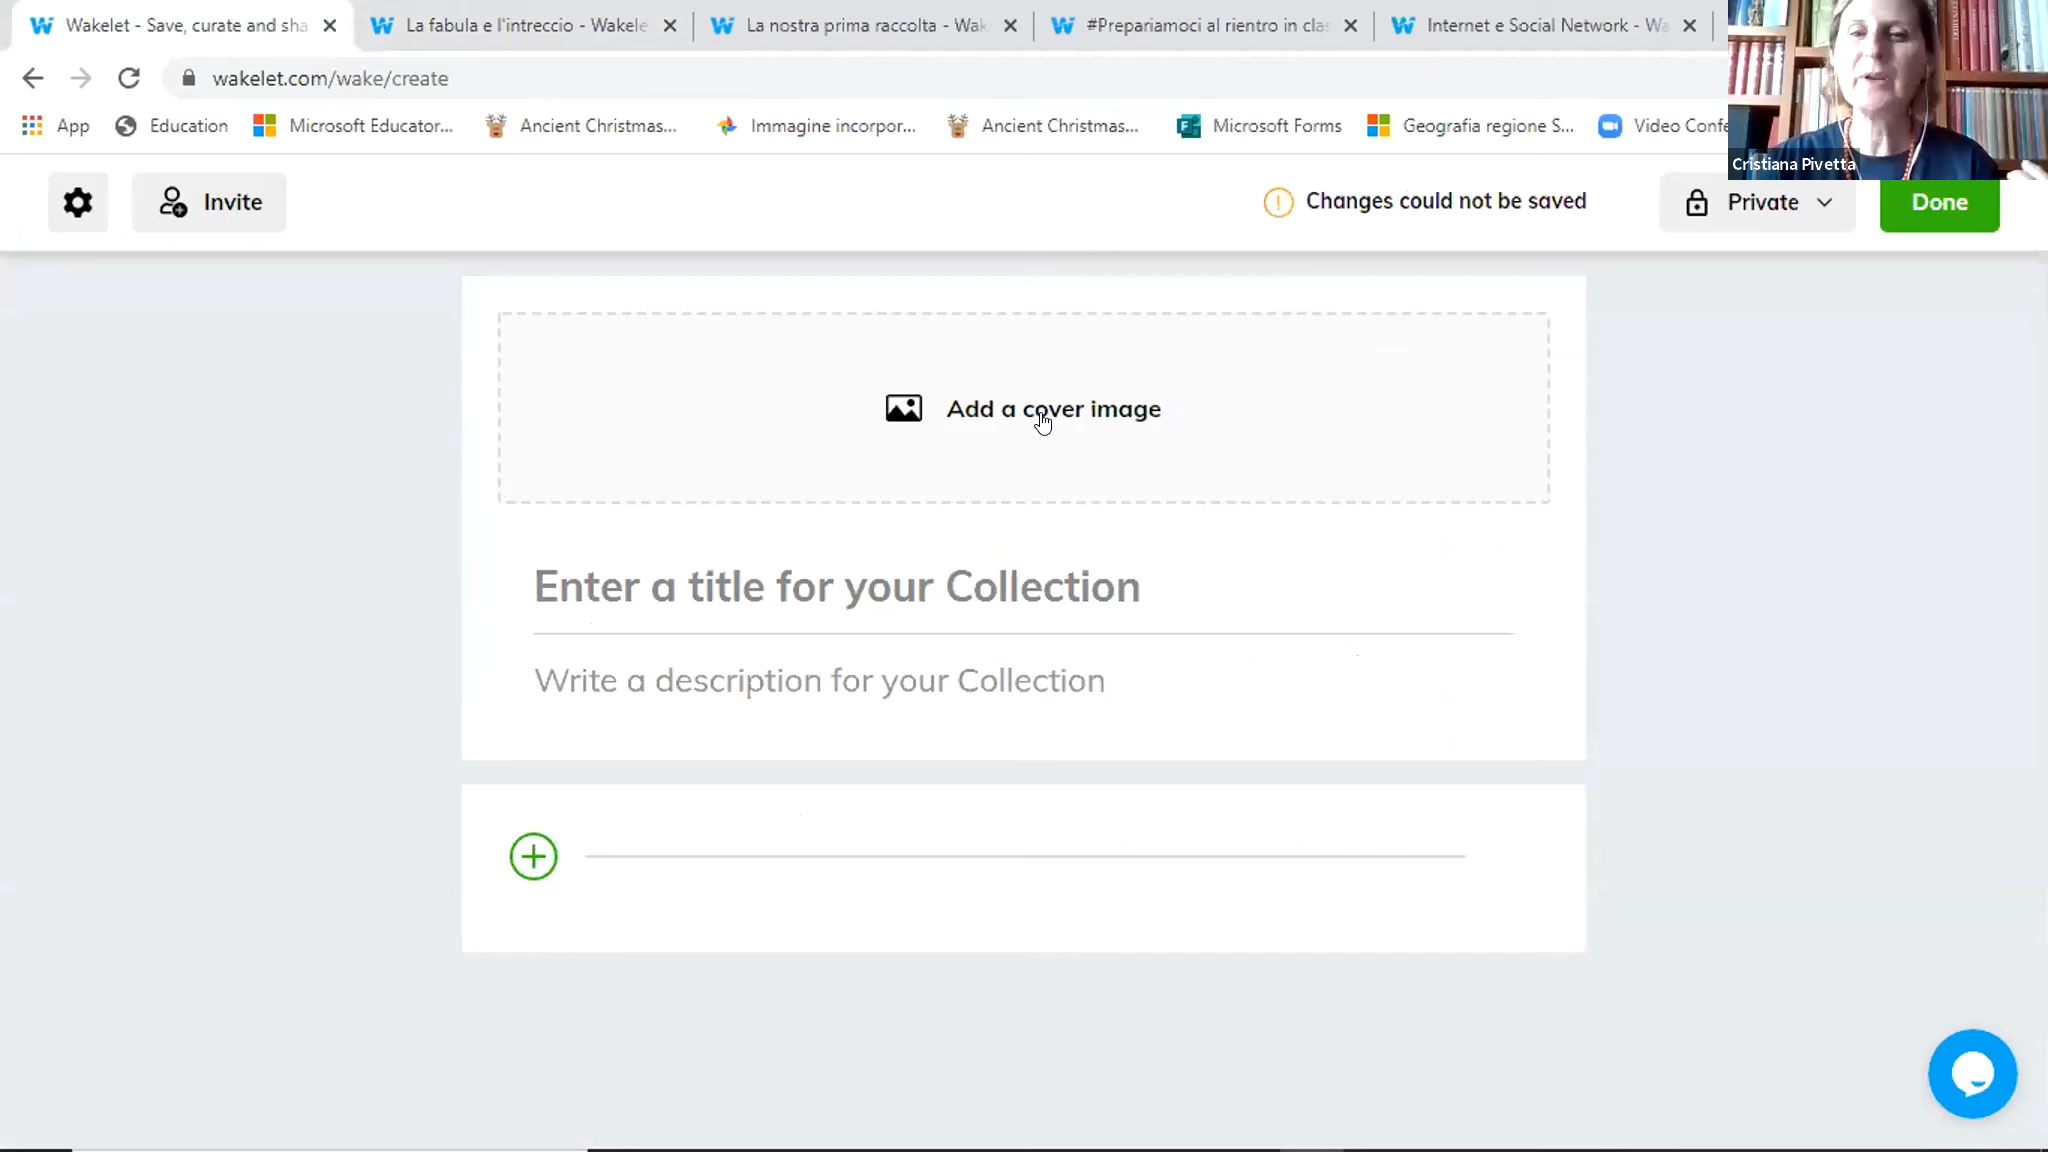 Wakelet - Save, curate and sha
La fabula e l'intreccio - Wakele
La nostra prima raccolta - Wak
#Prepariamoci al rientro in clas
Internet e Social Network - Wa
wakelet.com/wake/create
App
Education
Microsoft Educator...
Ancient Christmas...
Immagine incorpor...
Ancient Christmas...
Microsoft Forms
Geografia regione S...
Video Confe
Cristiana Pivetta
Invite
Changes could not be saved
Private
Done
Add a cover image
Enter a title for your Collection
Write a description for your Collection